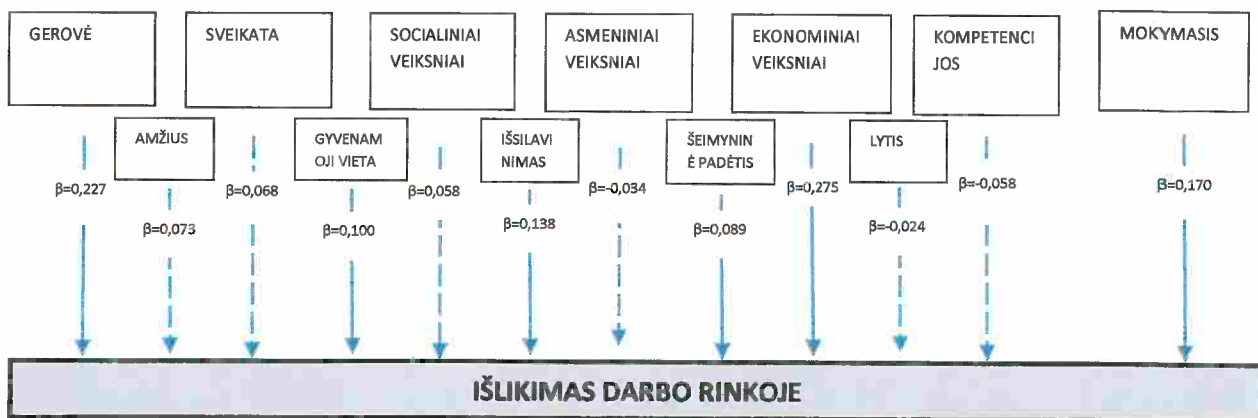 GEROVĖ
SVEIKATA
SOCIALINIAI
VEIKSNIAI
ASMENINIAI
VEIKSNIAI
EKONOMINIAI
VEIKSNIAI
KOMPETENCI
JOS
MOKYMASIS
AMŽIUS
GYVENAM
OJI VIETA
IŠSILAVI
NIMAS
ŠEIMYNIN
Ė PADĖTIS
LYTIS
β=0,227
β=0,068
β=0,058
β=-0,034
β=0,275
β=-0,058
β=0,170
β=0,073
β=0,100
β=0,138
β=0,089
β=-0,024
IŠLIKIMAS DARBO RINKOJE